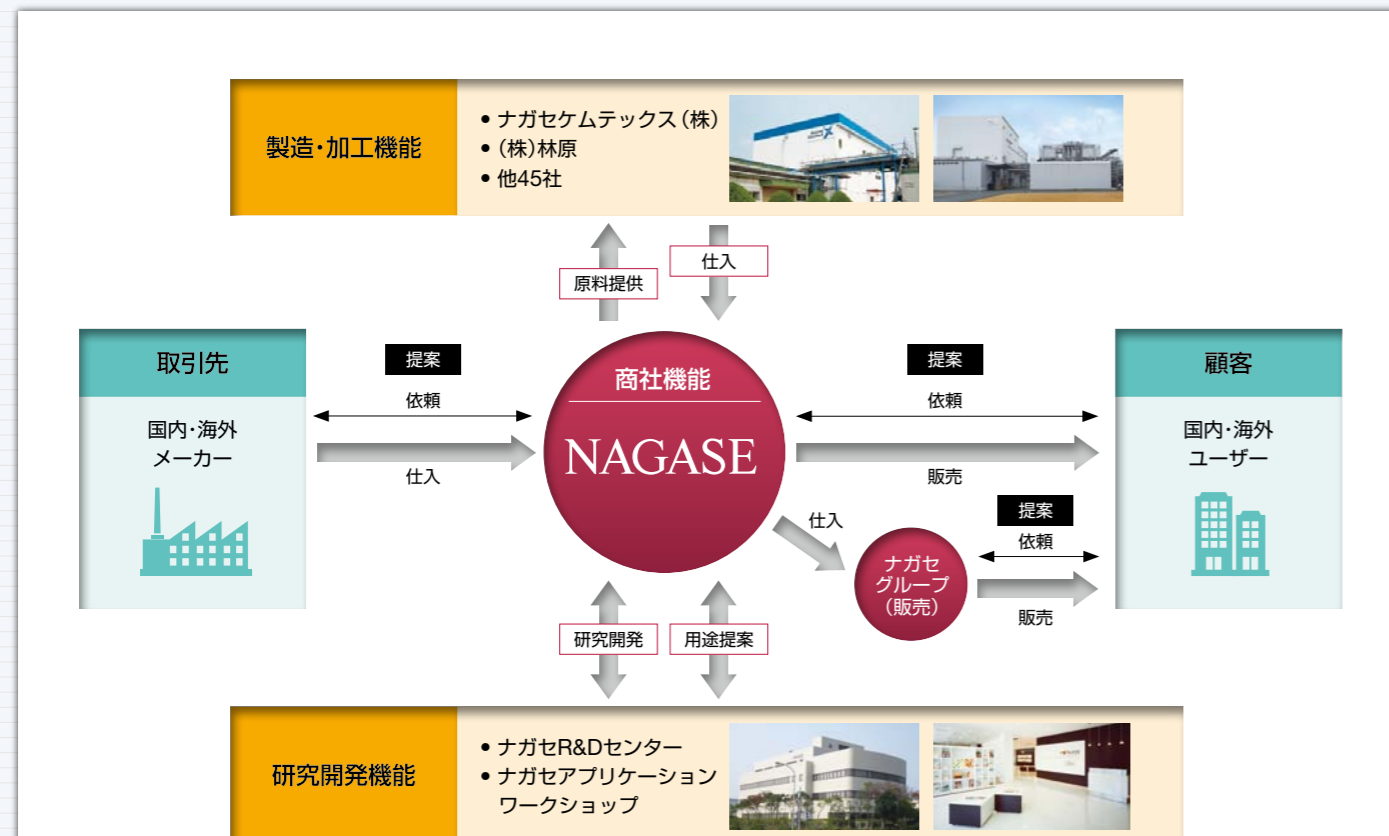 製造・加工機能
• ナガセケムテックス(株)
• (株)林原
• 他45社
原料提供
仕入
取引先
国内・海外
メーカー
提案
依頼
仕入
商社機能
NAGASE
提案
依頼
販売
顧客
国内・海外
ユーザー
仕入
ナガセ
グループ
(販売)
提案
依頼
販売
研究開発
用途提案
研究開発機能
• ナガセR&Dセンター
• ナガセアプリケーション
ワークショップ